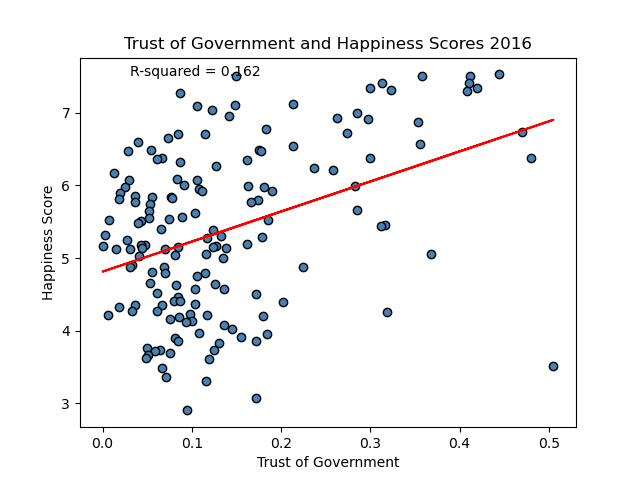 Trust of Government and Happiness Scores 2016
R-squared = 0.162
7
6
5
4
3
Happiness Score
0.0 0.1 0.2 0.3 0.4 0.5
Trust of Government